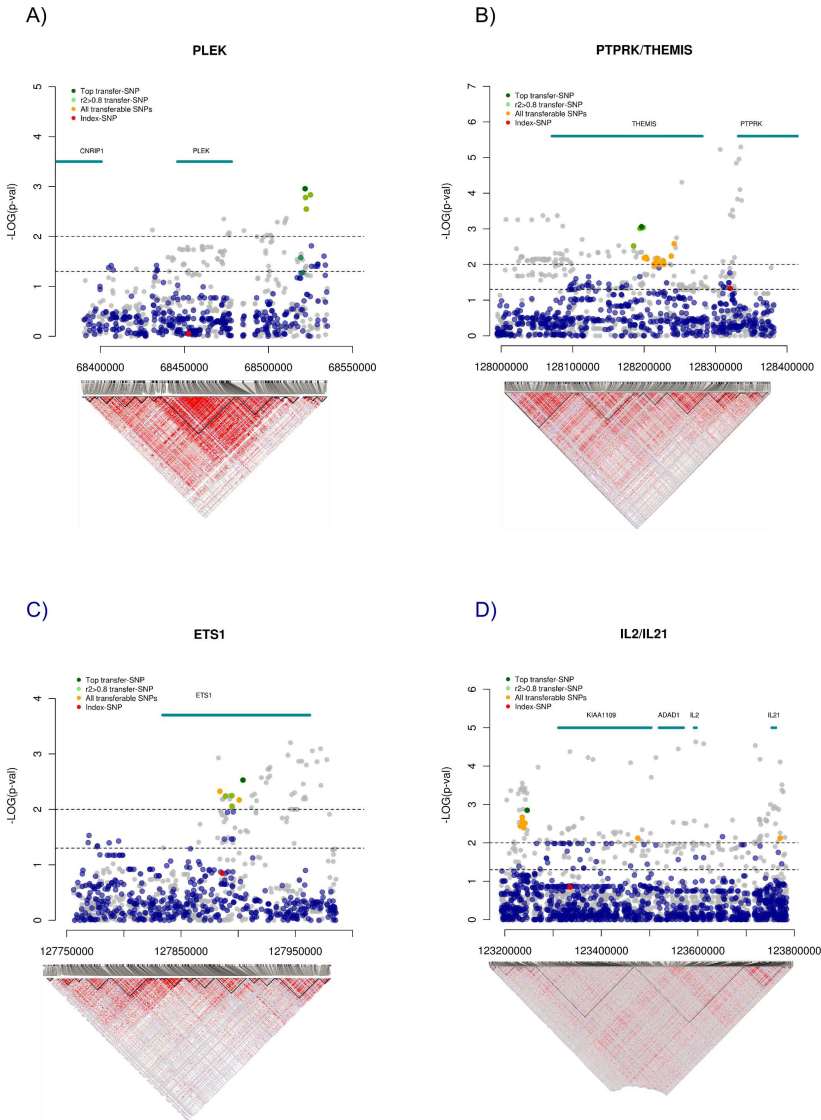 A)
PLEK
5
4
3
2
1
0
-LOG(p-val)
Top transfer-SNP
r2>0.8 transfer-SNP
All transferable SNPs
Index-SNP
CNRIP1
PLEK
68400000
68450000
68500000
68550000
B)
PTPRK/THEMIS
7
6
5
4
3
2
1
0
-LOG(p-val)
Top transfer-SNP
r2>0.8 transfer-SNP
All transferable SNPs
Index-SNP
THEMIS
PTPRK
128000000
128100000
128200000
128300000
128400000
C)
ETS1
4
3
2
1
0
-LOG(p-val)
Top transfer-SNP
r2>0.8 transfer-SNP
All transferable SNPs
Index-SNP
ETS1
127750000
127850000
127950000
D)
IL2/IL21
6
5
4
3
2
1
0
-LOG(p-val)
Top transfer-SNP
r2>0.8 transfer-SNP
All transferable SNPs
Index-SNP
KIAA1109
ADAD1
IL2
IL21
123200000
123400000
123600000
123800000